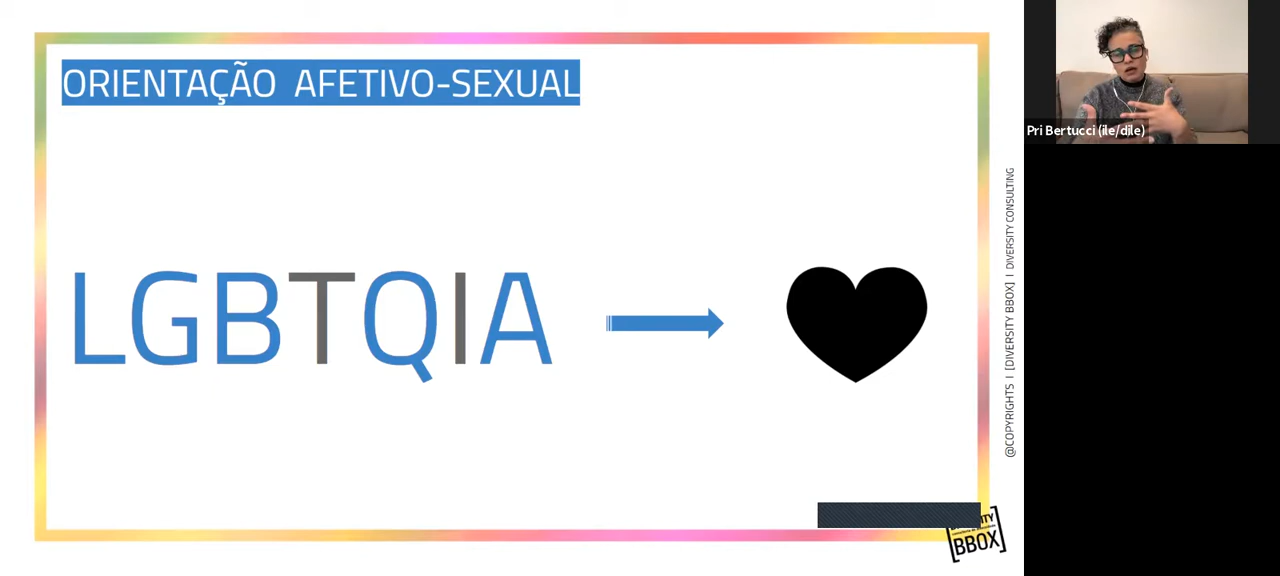 ORIENTAÇÃO AFETIVO-SEXUAL
LGBTQIA
Pri Bertucci (ile/dile)
@COPYRIGHTS I [DIVERSITY BBOX] I DIVERSITY CONSULTING
BBOX